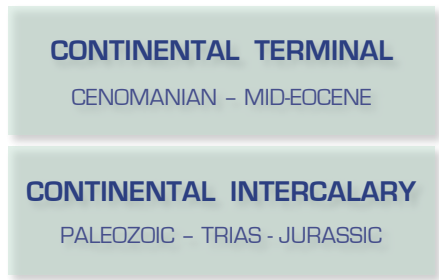 CONTINENTAL TERMINAL
CENOMANIAN – MID-EOCENE
CONTINENTAL INTERCALARY
PALEOZOIC – TRIAS - JURASSIC